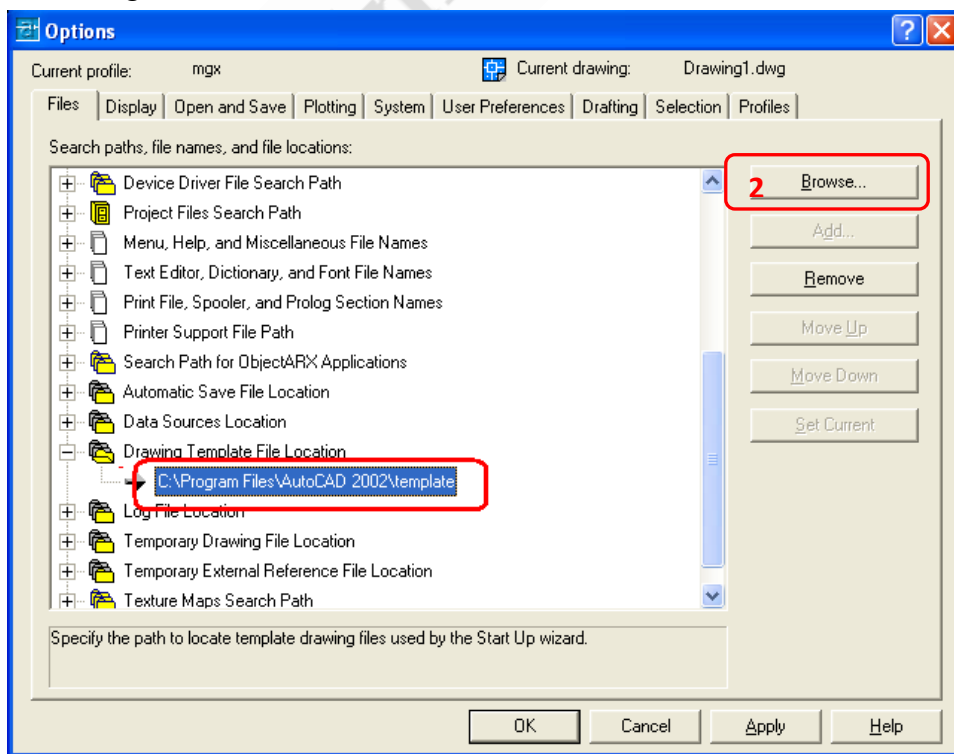 Options
Current profile: mgx Current drawing: Drawing1.dwg
Files Display Open and Save Plotting System User Preferences Drafting Selection Profiles
Search paths, file names, and file locations:
Device Driver File Search Path
2 Browse...
Project Files Search Path
Add...
Menu, Help, and Miscellaneous File Names
Text Editor, Dictionary, and Font File Names
Remove
Print File, Spooler, and Prolog Section Names
Printer Support File Path
Move Up
Search Path for ObjectARX Applications
Automatic Save File Location
Move Down
Data Sources Location
Set Current
Drawing Template File Location
C:\Program Files\AutoCAD 2002\template
Log File Location
Temporary Drawing File Location
Temporary External Reference File Location
Texture Maps Search Path
Specify the path to locate template drawing files used by the Start Up wizard.
OK Cancel Apply Help